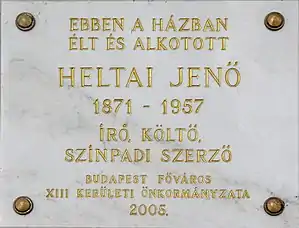 EBBEN A HÁZBAN
ÉLT ÉS ALKOTOTT
HELTAI JENŐ
1871 - 1957
ÍRÓ, KÖLTŐ,
SZÍNPADI SZERZŐ
BUDAPEST FŐVÁROS
XIII KERÜLETI ÖNKORMÁNYZATA
2005.